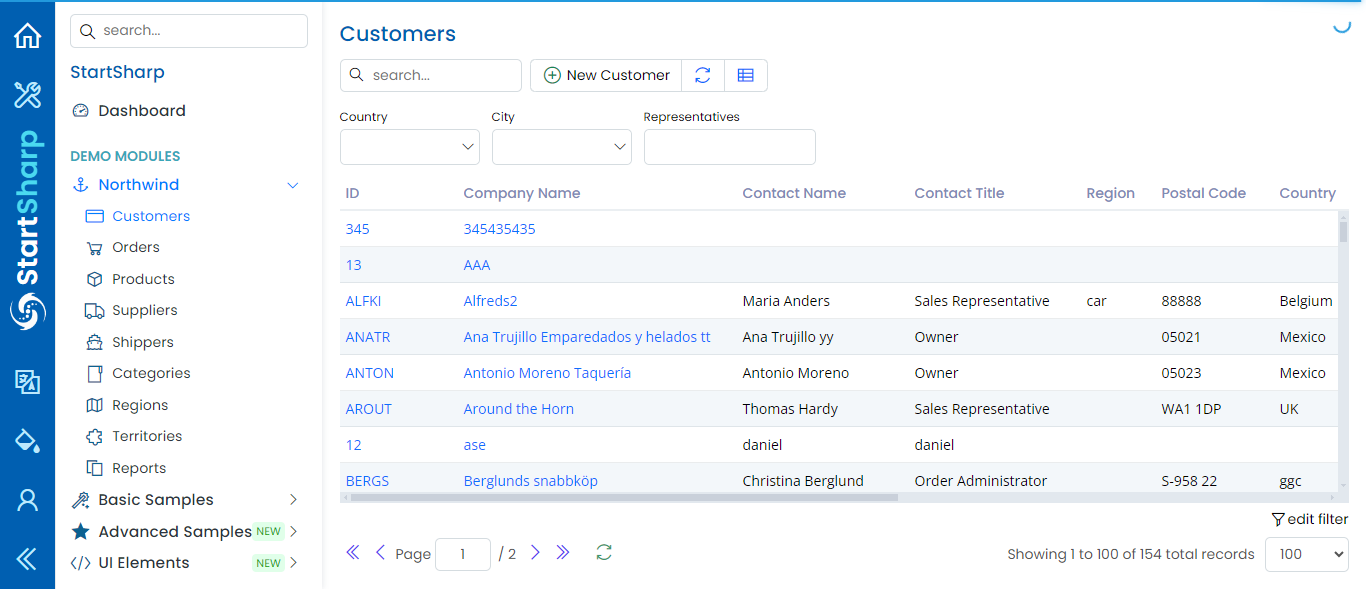 StartSharp
search...
StartSharp
Dashboard
DEMO MODULES
Northwind
Customers
Orders
Products
Suppliers
Shippers
Categories
Regions
Territories
Reports
Basic Samples
Advanced Samples NEW
UI Elements NEW
Customers
search... New Customer
Country City Representatives
ID Company Name Contact Name Contact Title Region Postal Code Country
345 345435435
13 AAA
ALFKI Alfreds2 Maria Anders Sales Representative car 88888 Belgium
ANATR Ana Trujillo Emparedados y helados tt Ana Trujillo yy Owner 05021 Mexico
ANTON Antonio Moreno Taquería Antonio Moreno Owner 05023 Mexico
AROUT Around the Horn Thomas Hardy Sales Representative WA1 1DP UK
12 ase daniel daniel
BERGS Berglunds snabbköp Christina Berglund Order Administrator S-958 22 ggc
edit filter
Page 1 / 2 Showing 1 to 100 of 154 total records 100